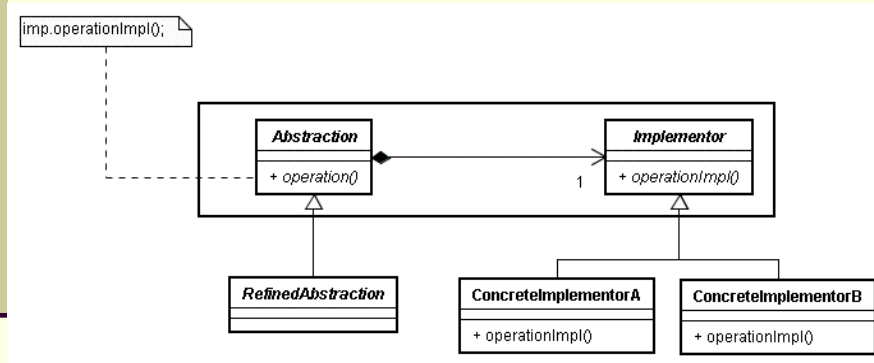 imp.operationImpl();
Abstraction
+ operation()
1
Implementor
+ operationImpl()
RefinedAbstraction
ConcreteImplementorA
+ operationImpl()
ConcreteImplementorB
+ operationImpl()